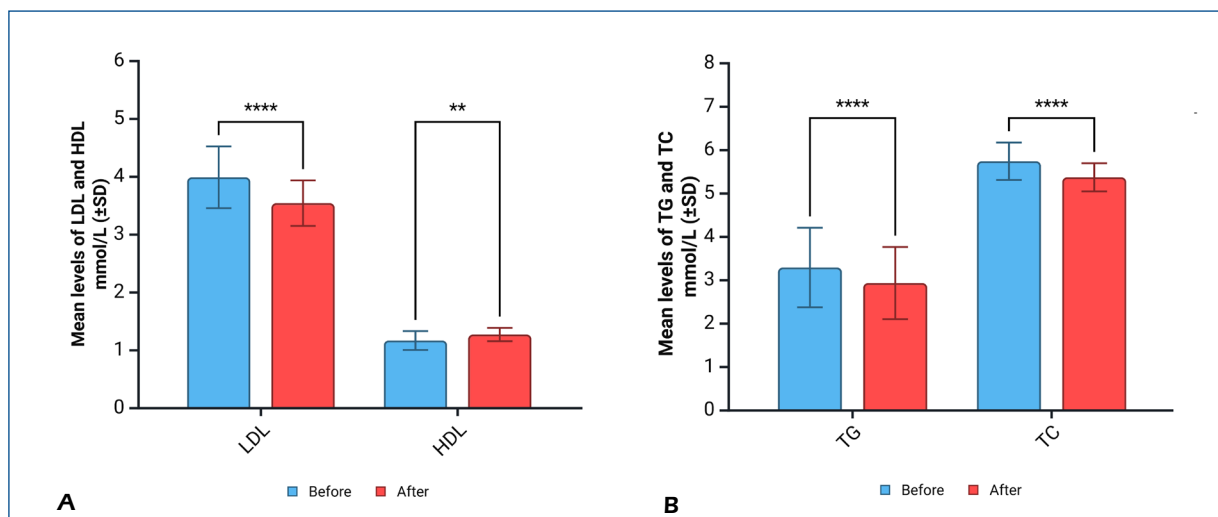 6
5
4
3
2
1
0
Mean levels of LDL and HDL
mmol/L (±SD)
****
**
LDL
HDL
Before
After
A
8
7
6
5
4
3
2
1
0
Mean levels of TG and TC
mmol/L (±SD)
****
****
TG
TC
Before
After
B